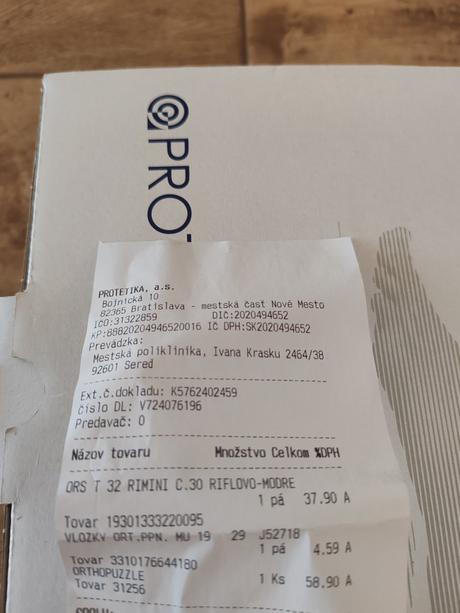 PROT
PROTETIKA, a.s.
Bojnická 10
82365 Bratislava - mestská časť Nové Mesto
IČO:31322859 DIČ:2020494652
KP:88820204946520016 IČ DPH:SK2020494652
Prevádzka:
Mestská poliklinika, Ivana Krasku 2464/38
92601 Sereď
Ext.č.dokladu: K5762402459
číslo DL: V724076196
Predavač: 0
Názov tovaru Množstvo Celkom %DPH
ORS T 32 RIMINI C.30 RIFLOVO-MODRE
1 pá 37.90 A
Tovar 19301333220095
VLOZKY ORT.PPN. MU 19 29 J52718
1 pá 4.59 A
Tovar 3310176644180
ORTHOPUZZLE
1 Ks 58.90 A
Tovar 31256